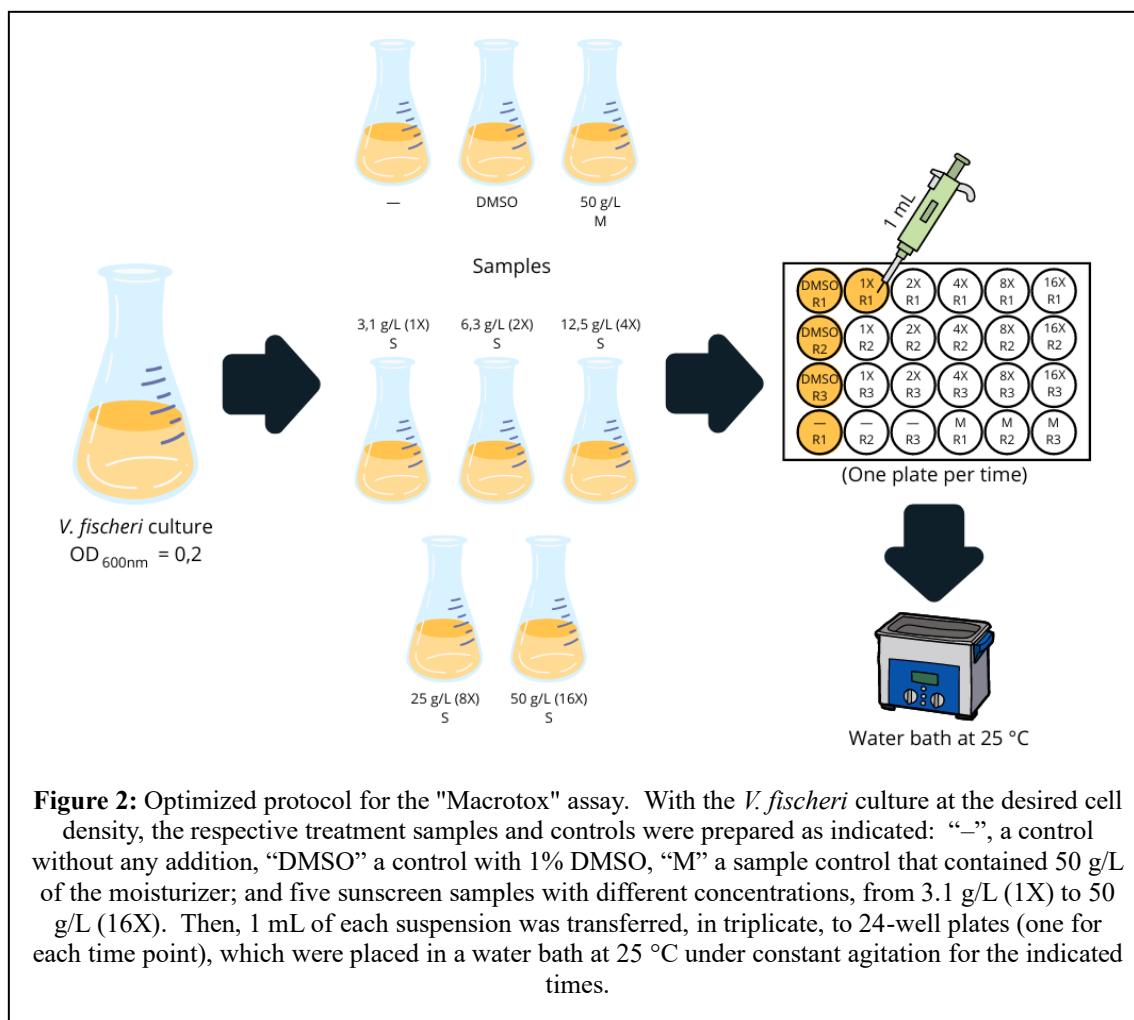 —
DMSO
50 g/L
M
Samples
3,1 g/L (1X)
S
6,3 g/L (2X)
S
12,5 g/L (4X)
S
25 g/L (8X)
S
50 g/L (16X)
S
V. fischeri culture
OD 600nm = 0,2
1 mL
DMSO R1 1X R1 2X R1 4X R1 8X R1 16X R1
DMSO R2 1X R2 2X R2 4X R2 8X R2 16X R2
DMSO R3 1X R3 2X R3 4X R3 8X R3 16X R3
— R1 — R2 — R3 M R1 M R2 M R3
(One plate per time)
Water bath at 25 °C
Figure 2: Optimized protocol for the "Macrotox" assay. With the V. fischeri culture at the desired cell
density, the respective treatment samples and controls were prepared as indicated: “–”, a control
without any addition, “DMSO” a control with 1% DMSO, “M” a sample control that contained 50 g/L
of the moisturizer; and five sunscreen samples with different concentrations, from 3.1 g/L (1X) to 50
g/L (16X). Then, 1 mL of each suspension was transferred, in triplicate, to 24-well plates (one for
each time point), which were placed in a water bath at 25 °C under constant agitation for the indicated
times.